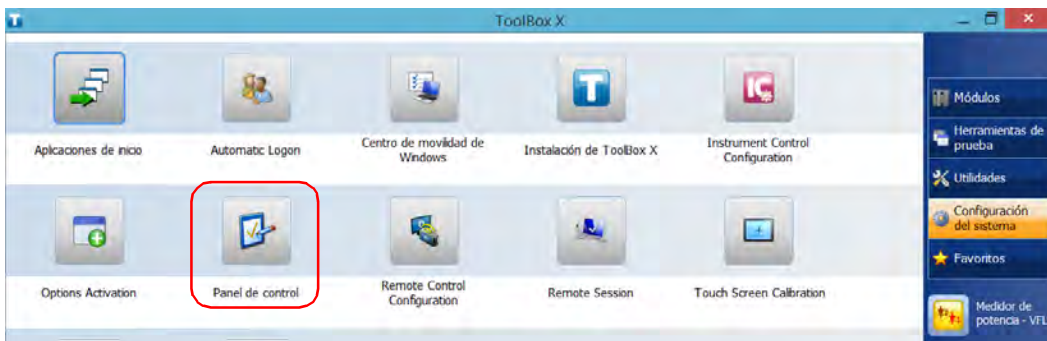 ToolBox X
Aplicaciones de inicio
Automatic Logon
Centro de movilidad de
Windows
Instalación de ToolBox X
Instrument Control
Configuration
Options Activation
Panel de control
Remote Control
Configuration
Remote Session
Touch Screen Calibration
Módulos
Herramientas de
prueba
Utilidades
Configuración
del sistema
Favoritos
Medidor de
potencia - VFL